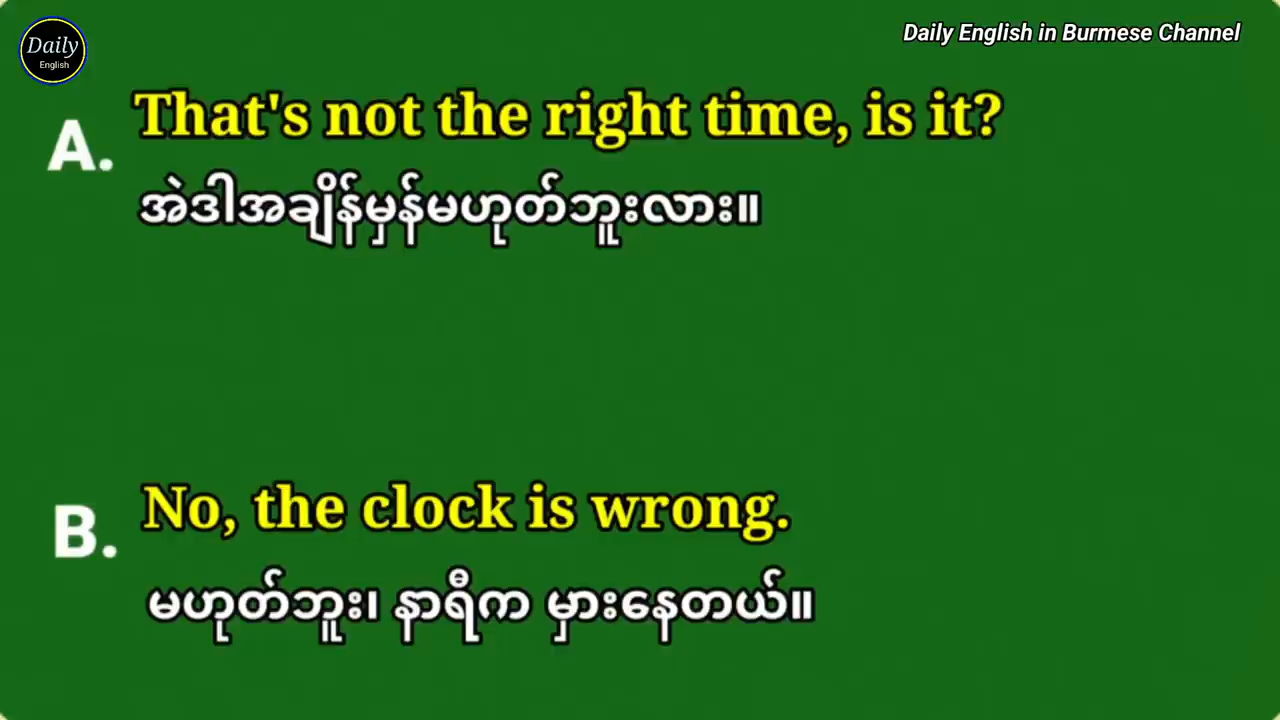 Daily
English
Daily English in Burmese Channel
A. That's not the right time, is it?
အဲဒါအချိန်မှန်မဟုတ်ဘူးလား။
B. No, the clock is wrong.
မဟုတ်ဘူး၊ နာရီက မှားနေတယ်။